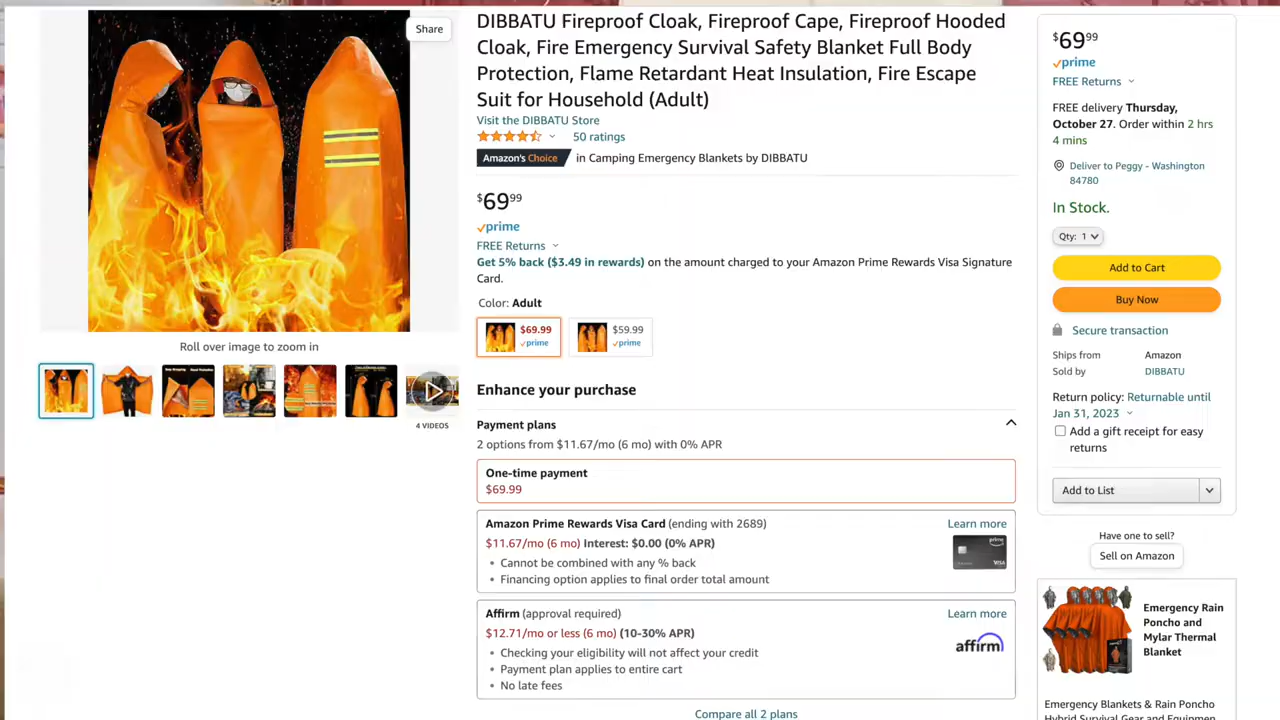 Share
Roll over image to zoom in
4 VIDEOS
DIBBATU Fireproof Cloak, Fireproof Cape, Fireproof Hooded
Cloak, Fire Emergency Survival Safety Blanket Full Body
Protection, Flame Retardant Heat Insulation, Fire Escape
Suit for Household (Adult)
Visit the DIBBATU Store
50 ratings
Amazon's Choice in Camping Emergency Blankets by DIBBATU
$6999
prime
FREE Returns
Get 5% back ($3.49 in rewards) on the amount charged to your Amazon Prime Rewards Visa Signature
Card.
Color: Adult
$69.99
prime
$59.99
prime
Enhance your purchase
Payment plans
2 options from $11.67/mo (6 mo) with 0% APR
One-time payment
$69.99
Amazon Prime Rewards Visa Card (ending with 2689)
Learn more
$11.67/mo (6 mo) Interest: $0.00 (0% APR)
• Cannot be combined with any % back
• Financing option applies to final order total amount
prime
VISA
Affirm (approval required)
Learn more
$12.71/mo or less (6 mo) (10-30% APR)
• Checking your eligibility will not affect your credit
• Payment plan applies to entire cart
• No late fees
affirm
Compare all 2 plans
$6999
prime
FREE Returns
FREE delivery Thursday,
October 27. Order within 2 hrs
4 mins
Deliver to Peggy - Washington
84780
In Stock.
Qty: 1
Add to Cart
Buy Now
Secure transaction
Ships from Amazon
Sold by DIBBATU
Return policy: Returnable until
Jan 31, 2023
Add a gift receipt for easy
returns
Add to List
Have one to sell?
Sell on Amazon
Emergency Rain
Poncho and
Mylar Thermal
Blanket
Emergency Blankets & Rain Poncho
Hybrid Survival Gear and Equipmen